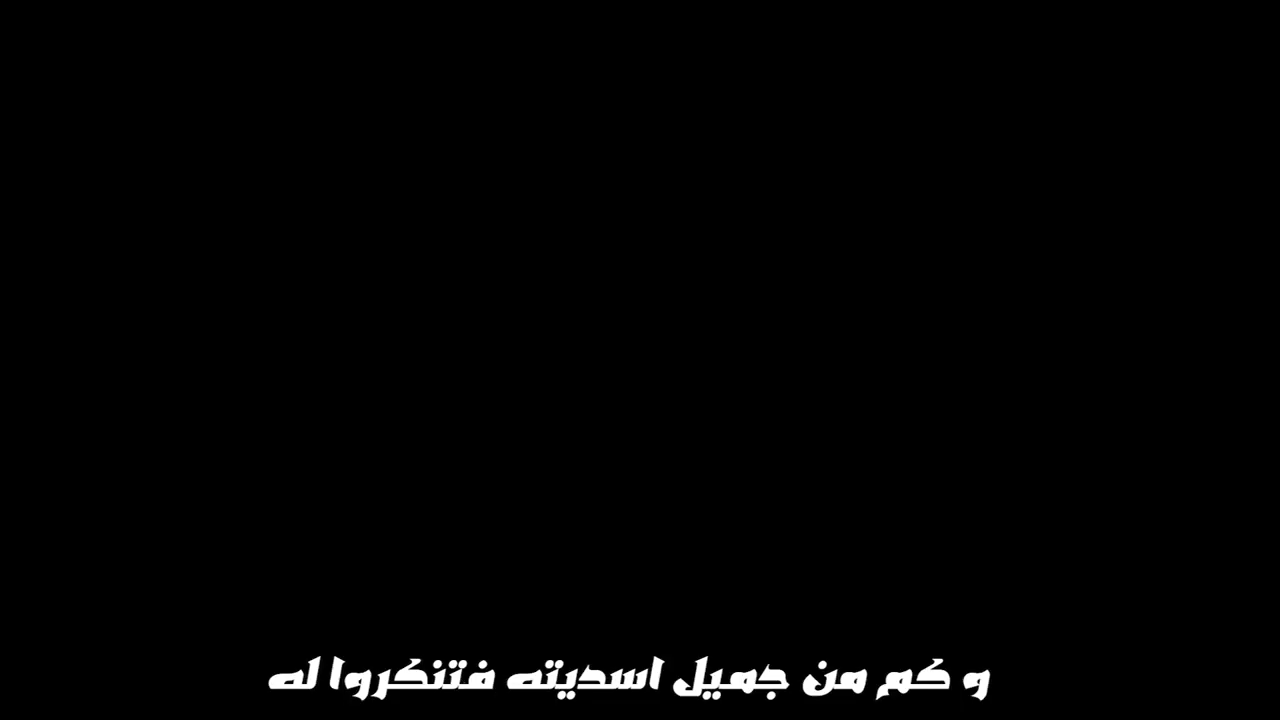 و كم من جميل اسديته فتنكروا له